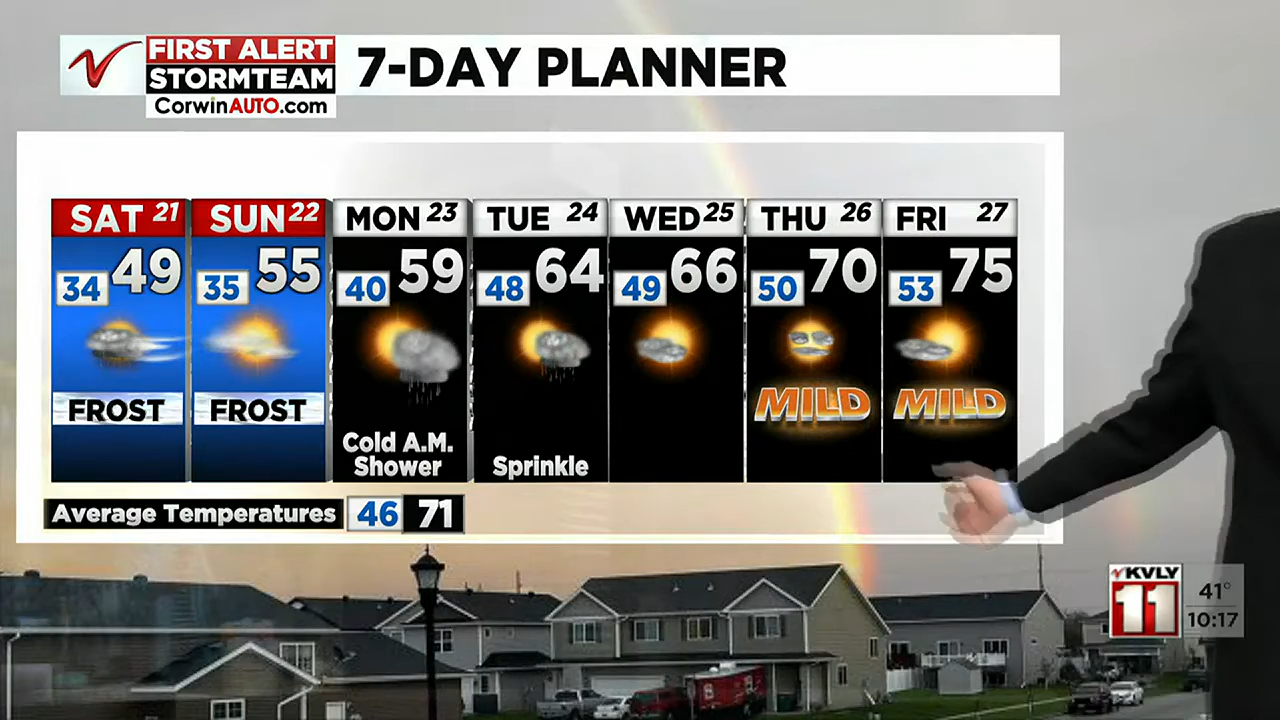 FIRST ALERT
STORMTEAM
CorwinAUTO.com
7-DAY PLANNER
SAT 21
34 49
FROST
SUN 22
35 55
FROST
MON 23
40 59
Cold A.M.
Shower
TUE 24
48 64
Sprinkle
WED 25
49 66
THU 26
50 70
MILD
FRI 27
53 75
MILD
Average Temperatures 46 71
KVLY
11
41°
10:17